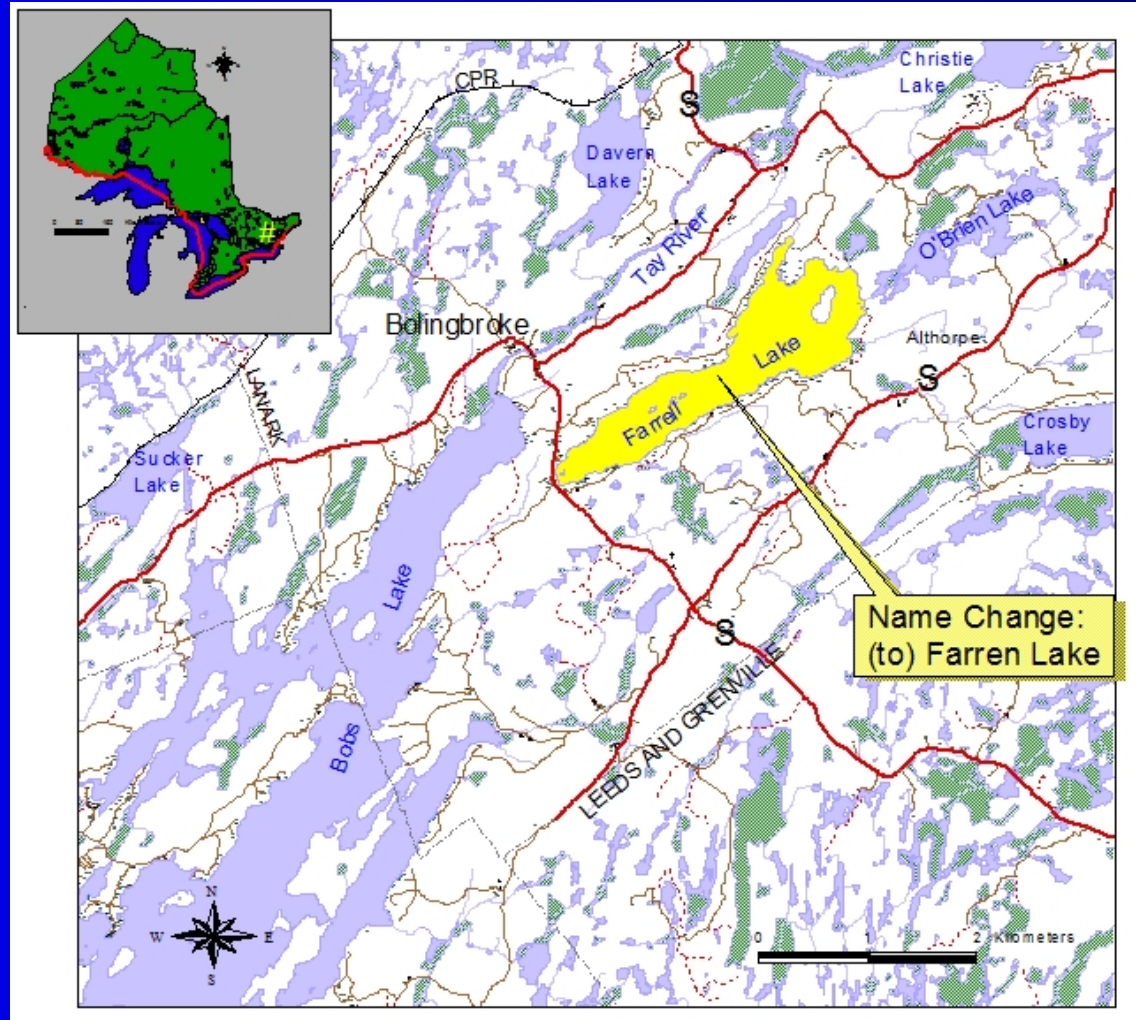 CPR
Christie
Lake
S
Davern
Lake
Tay River
O'Brien Lake
Bolingbroke
Lake
Althorpe
LANARK
S
Farrell
Crosby
Lake
Sucker
Lake
Lake
Name Change:
(to) Farren Lake
S
LEEDS AND GRENVILLE
Bobs
N
W E
S
0 1 2 Kilometers